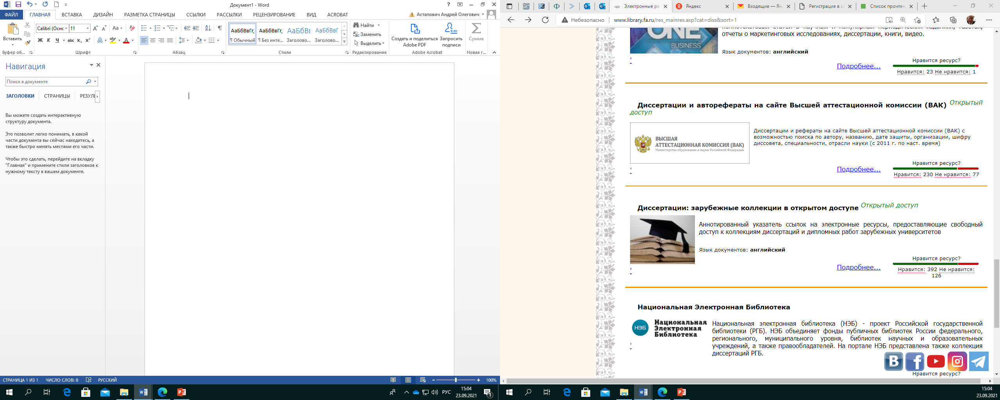 Документ1 - Word
ФАЙЛ ГЛАВНАЯ ВСТАВКА ДИЗАЙН РАЗМЕТКА СТРАНИЦЫ ССЫЛКИ РАССЫЛКИ РЕЦЕНЗИРОВАНИЕ ВИД ACROBAT Астапович Андрей Олегович
Вставить
Calibri (Оснс 11
Аа
Ж К Ч abc x₂ x²
АаБбВвГг, АаБбВвГг, АаБбВв АаБбВвГ
¶ Обычный ¶ Без инте... Заголово... Заголово...
Найти
Заменить
Выделить
Создать и поделиться Adobe PDF
Запросить подписи
Сумма
Буфер об... Шрифт Абзац Стили Редактирование Adobe Acrobat Новая г...
Навигация
Поиск в документе
ЗАГОЛОВКИ СТРАНИЦЫ РЕЗУЛЬ
Вы можете создать интерактивную
структуру документа.
Это позволит легко понимать, в какой
части документа вы сейчас находитесь, а
также быстро менять местами его части.
Чтобы это сделать, перейдите на вкладку
"Главная" и примените стили заголовков к
нужному тексту в вашем документе.
СТРАНИЦА 1 ИЗ 1 ЧИСЛО СЛОВ: 0 РУССКИЙ 100%
РУС 15:04
23.09.2021
Электронные ре Яндекс Входящие — Ян Регистрация в с Список прочтен
Небезопасно www.library.fa.ru/res_mainres.asp?cat=diss&sort=1
полнотекстовых статей в научных и популярных периодических изданиях, газетах,
отчеты о маркетинговых исследованиях, диссертации, книги, видео.
ONE
BUSINESS
Язык документов: английский
Подробнее...
Нравится ресурс?
Нравится: 23 Не нравится: 1
Диссертации и авторефераты на сайте Высшей аттестационной комиссии (ВАК) Открытый
доступ
ВЫСШАЯ
АТТЕСТАЦИОННАЯ КОМИССИЯ (ВАК)
Министерства образования и науки Российской Федерации
Диссертации и рефераты на сайте Высшей аттестационной комиссии (ВАК) с
возможностью поиска по автору, названию, дате защиты, организации, шифру
диссовета, специальности, отрасли науки (с 2011 г. по наст. время)
Подробнее...
Нравится ресурс?
Нравится: 230 Не нравится: 77
Диссертации: зарубежные коллекции в открытом доступе Открытый доступ
Аннотированный указатель ссылок на электронные ресурсы, предоставляющие свободный
доступ к коллекциям диссертаций и дипломных работ зарубежных университетов
Язык документов: английский
Подробнее...
Нравится ресурс?
Нравится: 392 Не нравится:
126
Национальная Электронная Библиотека
НЭБ Национальная
Электронная
Библиотека
Национальная электронная библиотека (НЭБ) - проект Российской государственной
библиотеки (РГБ). НЭБ объединяет фонды публичных библиотек России федерального,
регионального, муниципального уровня, библиотек научных и образовательных
учреждений, а также правообладателей. На портале НЭБ представлена также коллекция
диссертаций РГБ.
Нравится ресурс?
15:04
23.09.2021